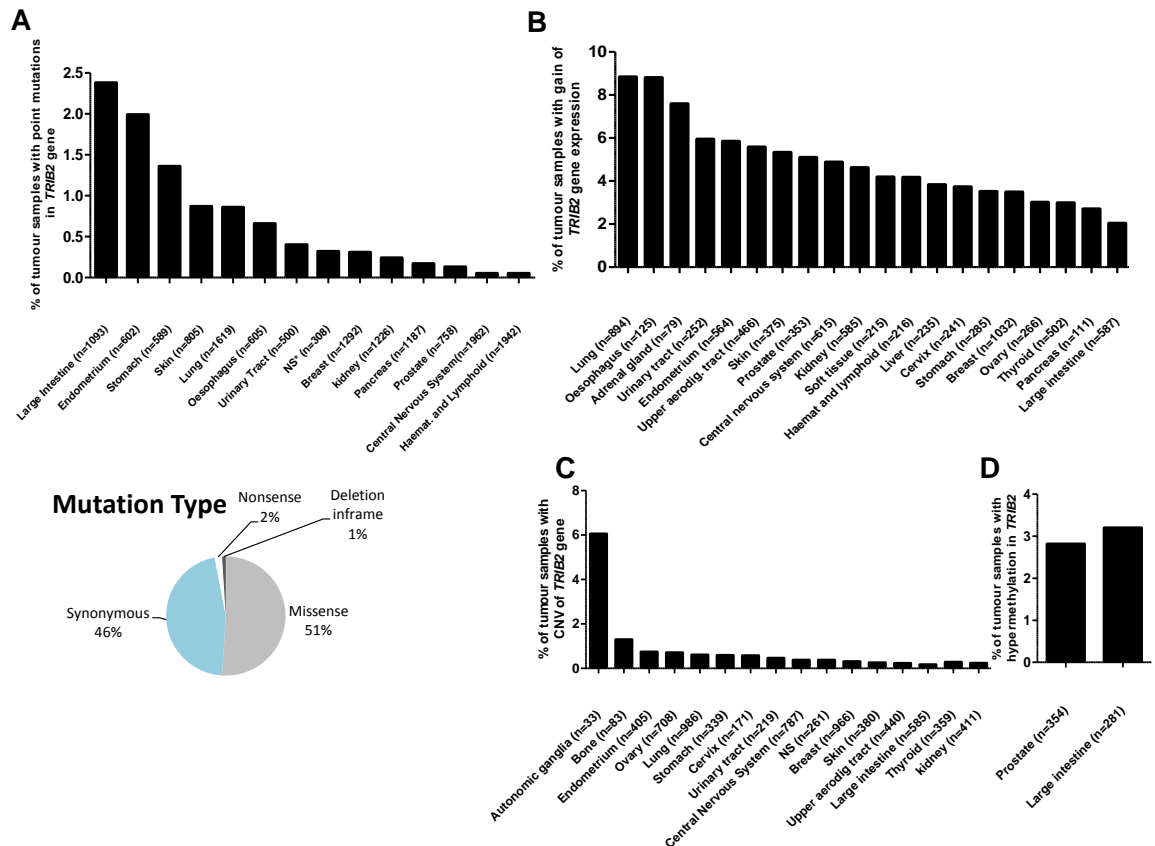 A
% of tumour samples with point mutations
in TRIB2 gene
2.5
2.0
1.5
1.0
0.5
0.0
Large Intestine (n=1093)
Endometrium (n=602)
Stomach (n=589)
Skin (n=805)
Lung (n=1619)
Oesophagus (n=605)
Urinary Tract (n=500)
NS* (n=308)
Breast (n=1292)
kidney (n=1226)
Pancreas (n=1187)
Prostate (n=758)
Central Nervous System(n=1962)
Haemat. and Lymphoid (n=1942)
B
% of tumour samples with gain of
TRIB2 gene expression
10
8
6
4
2
0
Lung (n=894)
Oesophagus (n=125)
Adrenal gland (n=79)
Urinary tract (n=252)
Endometrium (n=564)
Upper aerodig. tract (n=466)
Skin (n=375)
Prostate (n=353)
Central nervous system (n=615)
Kidney (n=585)
Soft tissue (n=215)
Haemat and lymphoid (n=216)
Liver (n=235)
Cervix (n=241)
Stomach (n=285)
Breast (n=1032)
Ovary (n=266)
Thyroid (n=502)
Pancreas (n=111)
Large intestine (n=587)
Mutation Type
Nonsense
2%
Deletion
inframe
1%
Synonymous
46%
Missense
51%
C
% of tumour samples with
CNV of TRIB2 gene
8
6
4
2
0
Autonomic ganglia (n=33)
Bone (n=83)
Endometrium (n=405)
Ovary (n=708)
Lung (n=986)
Stomach (n=339)
Cervix (n=171)
Urinary tract (n=219)
Central Nervous System (n=787)
NS (n=261)
Breast (n=966)
Skin (n=380)
Upper aerodig tract (n=440)
Large intestine (n=585)
Thyroid (n=359)
kidney (n=411)
D
% of tumour samples with
hypermethylation in TRIB2
4
3
2
1
0
Prostate (n=354)
Large intestine (n=281)